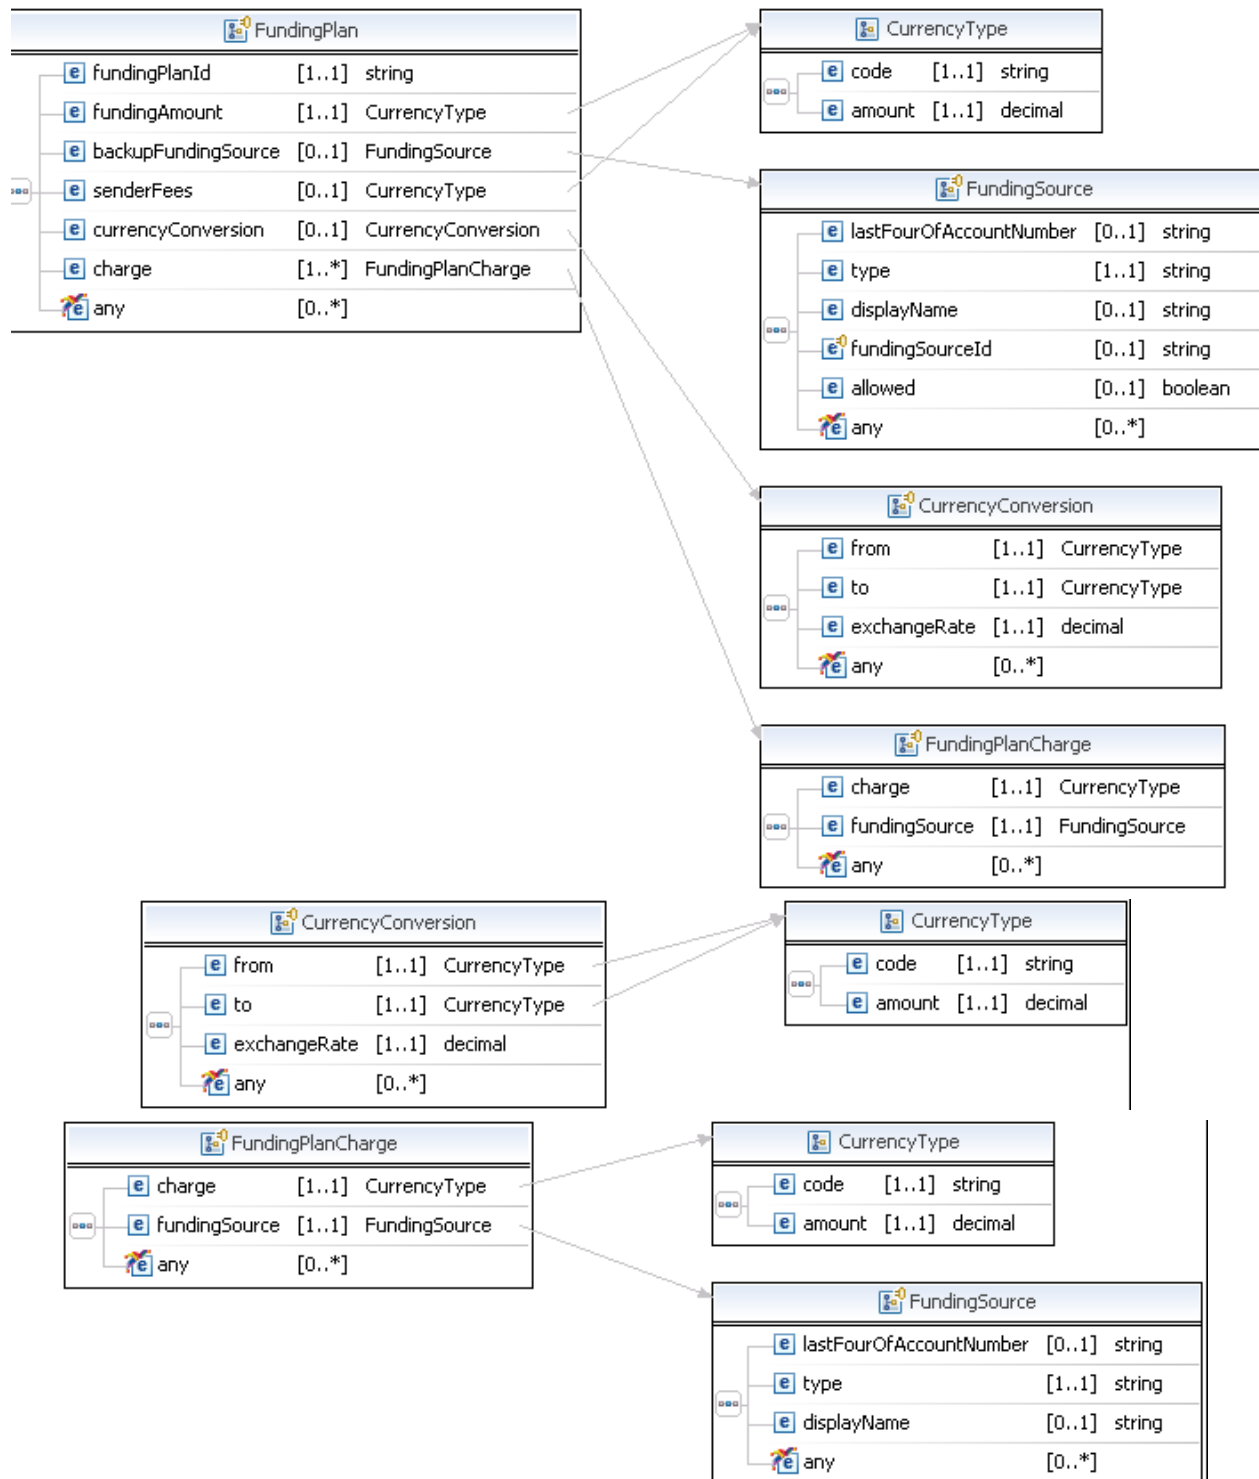 FundingPlan
fundingPlanId [1..1] string
fundingAmount [1..1] CurrencyType
backupFundingSource [0..1] FundingSource
senderFees [0..1] CurrencyType
currencyConversion [0..1] CurrencyConversion
charge [1..*] FundingPlanCharge
any [0..*]
CurrencyType
code [1..1] string
amount [1..1] decimal
FundingSource
lastFourOfAccountNumber [0..1] string
type [1..1] string
displayName [0..1] string
fundingSourceId [0..1] string
allowed [0..1] boolean
any [0..*]
CurrencyConversion
from [1..1] CurrencyType
to [1..1] CurrencyType
exchangeRate [1..1] decimal
any [0..*]
FundingPlanCharge
charge [1..1] CurrencyType
fundingSource [1..1] FundingSource
any [0..*]
CurrencyConversion
from [1..1] CurrencyType
to [1..1] CurrencyType
exchangeRate [1..1] decimal
any [0..*]
CurrencyType
code [1..1] string
amount [1..1] decimal
FundingPlanCharge
charge [1..1] CurrencyType
fundingSource [1..1] FundingSource
any [0..*]
CurrencyType
code [1..1] string
amount [1..1] decimal
FundingSource
lastFourOfAccountNumber [0..1] string
type [1..1] string
displayName [0..1] string
any [0..*]